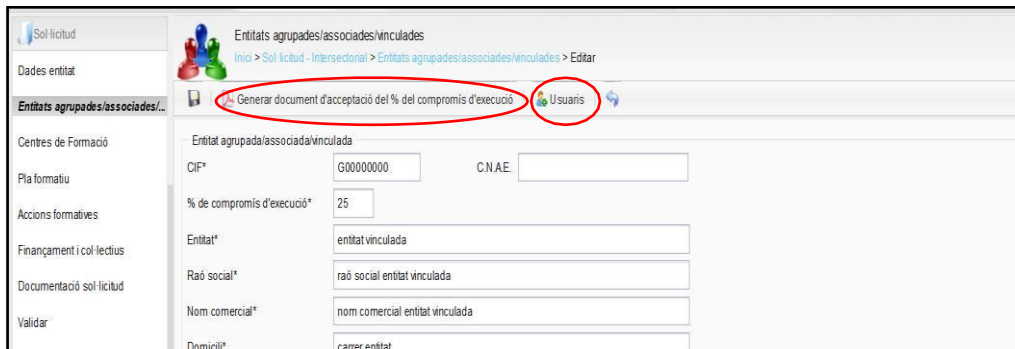 Sol·licitud
Dades entitat
Entitats agrupades/associades/...
Centres de Formació
Pla formatiu
Accions formatives
Finançament i col·lectius
Documentació sol·licitud
Validar
Entitats agrupades/associades/vinculades
Inici > Sol·licitud - Intersectorial > Entitats agrupades/associades/vinculades > Editar
Generar document d'acceptació del % del compromís d'execució Usuaris
Entitat agrupada/associada/vinculada
CIF* G00000000 C.N.A.E.
% de compromís d'execució* 25
Entitat* entitat vinculada
Raó social* raó social entitat vinculada
Nom comercial* nom comercial entitat vinculada
Domicili* carrer entitat